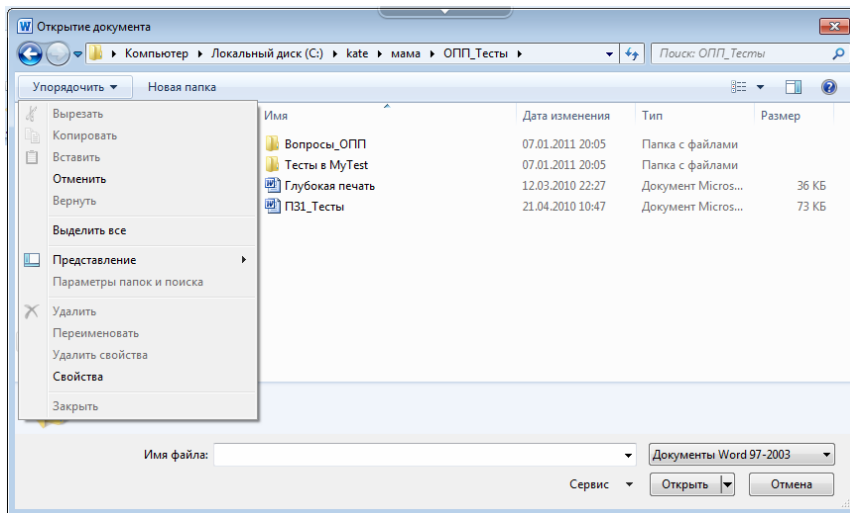 Открытие документа
Компьютер Локальный диск (C:) kate мама ОПП_Тесты Поиск: ОПП_Тесты
Упорядочить Новая папка
Вырезать
Копировать
Вставить
Отменить
Вернуть
Выделить все
Представление
Параметры папок и поиска
Удалить
Переименовать
Удалить свойства
Свойства
Закрыть
Имя Дата изменения Тип Размер
Вопросы_ОПП 07.01.2011 20:05 Папка с файлами
Тесты в MyTest 07.01.2011 20:05 Папка с файлами
Глубокая печать 12.03.2010 22:27 Документ Micros... 36 КБ
ПЗ1_Тесты 21.04.2010 10:47 Документ Micros... 73 КБ
Имя файла: Документы Word 97-2003
Сервис Открыть Отмена